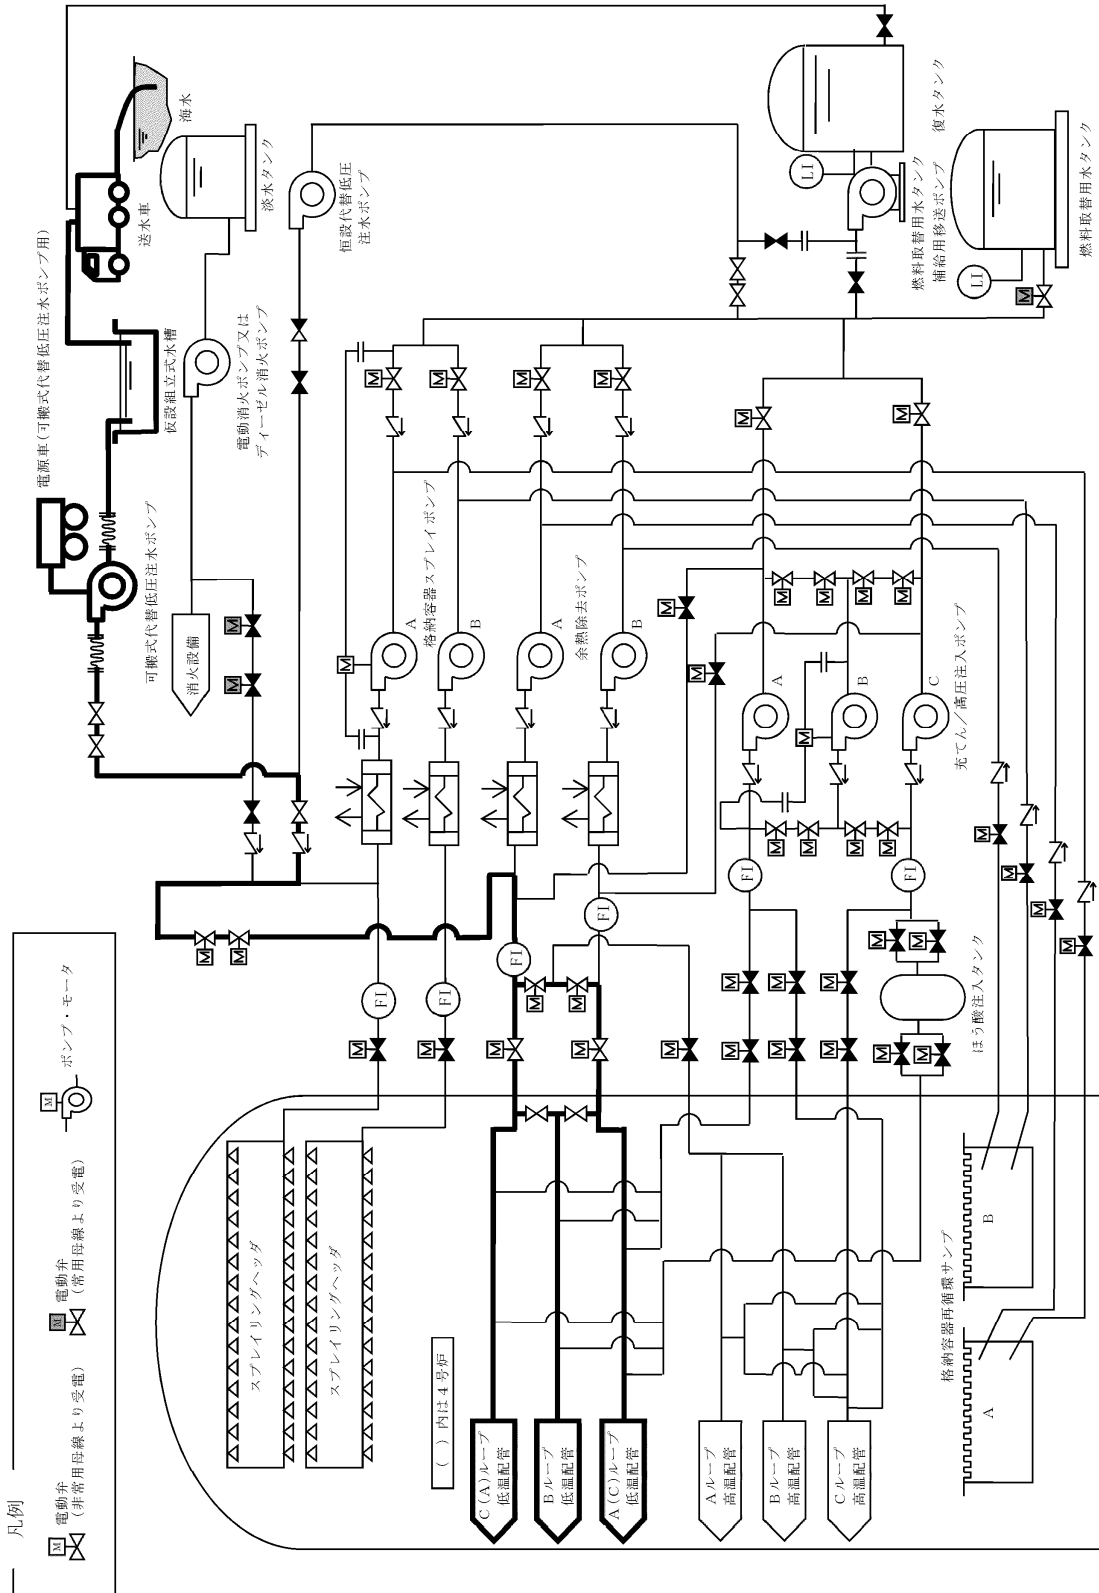 凡例
M
電動弁
(非常用母線より受電)
M
電動弁
(常用母線より受電)
M
ポンプ・モータ
電源車(可搬式代替低圧注水ポンプ用)
可搬式代替低圧注水ポンプ
仮設組立式水槽
送水車
海水
淡水タンク
電動消火ポンプ又は
ディーゼル消火ポンプ
消火設備
恒設代替低圧
注水ポンプ
復水タンク
LI
燃料取替用水タンク
補給用移送ポンプ
燃料取替用水タンク
LI
M
A
格納容器スプレイポンプ
B
A
余熱除去ポンプ
B
A
B
C
充てん/高圧注入ポンプ
FI
FI
FI
FI
FI
FI
ほう酸注入タンク
スプレイリングヘッダ
スプレイリングヘッダ
( )内は4号炉
C(A)ループ
低温配管
Bループ
低温配管
A(C)ループ
低温配管
Aループ
高温配管
Bループ
高温配管
Cループ
高温配管
格納容器再循環サンプ
A
B